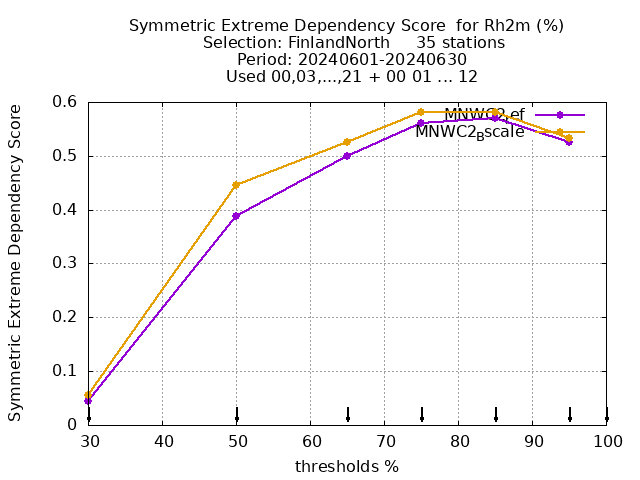 Symmetric Extreme Dependency Score for Rh2m (%)
Selection: FinlandNorth 35 stations
Period: 20240601-20240630
Used 00,03,...,21 + 00 01 ... 12
Symmetric Extreme Dependency Score
0.6
0.5
0.4
0.3
0.2
0.1
0
MNWC2_Bscale
30 40 50 60 70 80 90 100
thresholds %